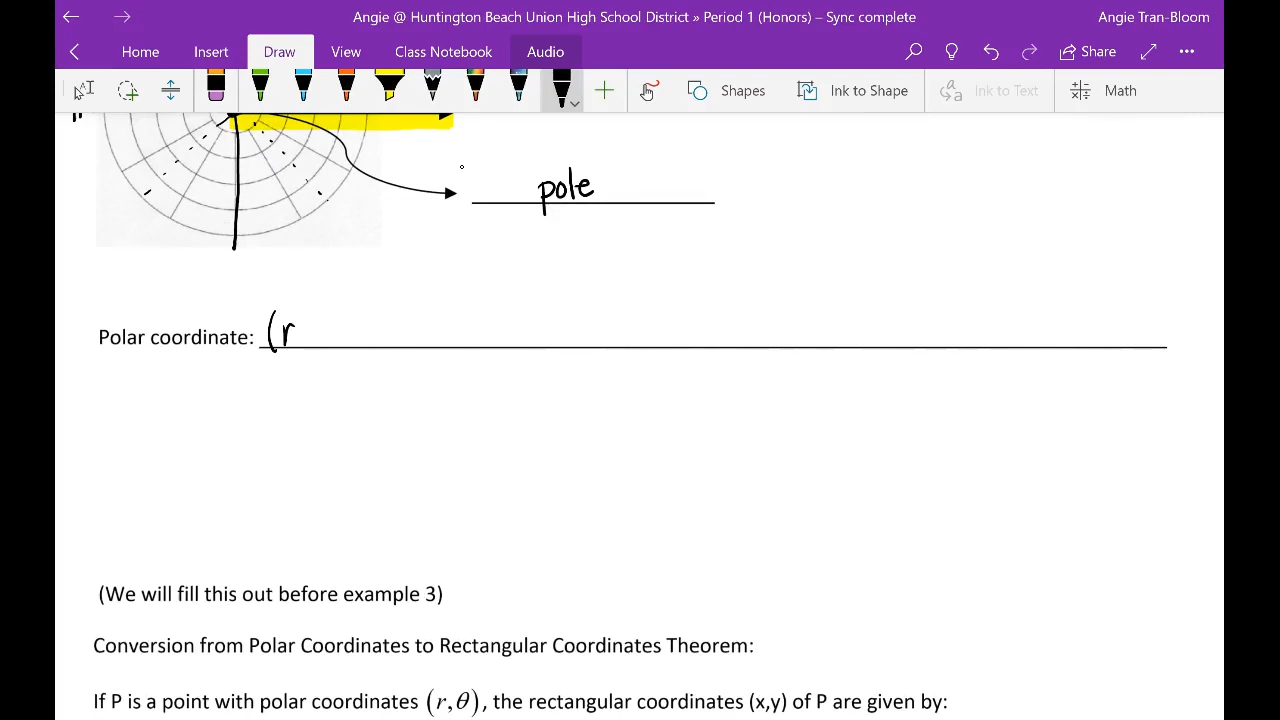 Angie @ Huntington Beach Union High School District » Period 1 (Honors) – Sync complete
Angie Tran-Bloom
Home Insert Draw View Class Notebook Audio Share
Shapes Ink to Shape Ink to Text Math
pole
Polar coordinate: (r
(We will fill this out before example 3)
Conversion from Polar Coordinates to Rectangular Coordinates Theorem:
If P is a point with polar coordinates (r,θ), the rectangular coordinates (x,y) of P are given by: